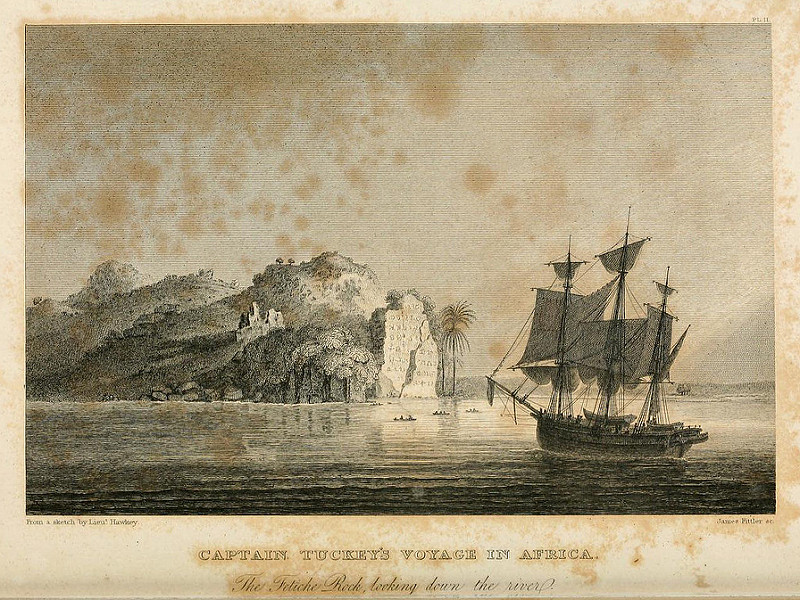 PL. II.
From a sketch by Lieut. Hawkey.
James Fittler sc.
CAPTAIN TUCKEY'S VOYAGE IN AFRICA.
The Fetiche Rock, looking down the river.